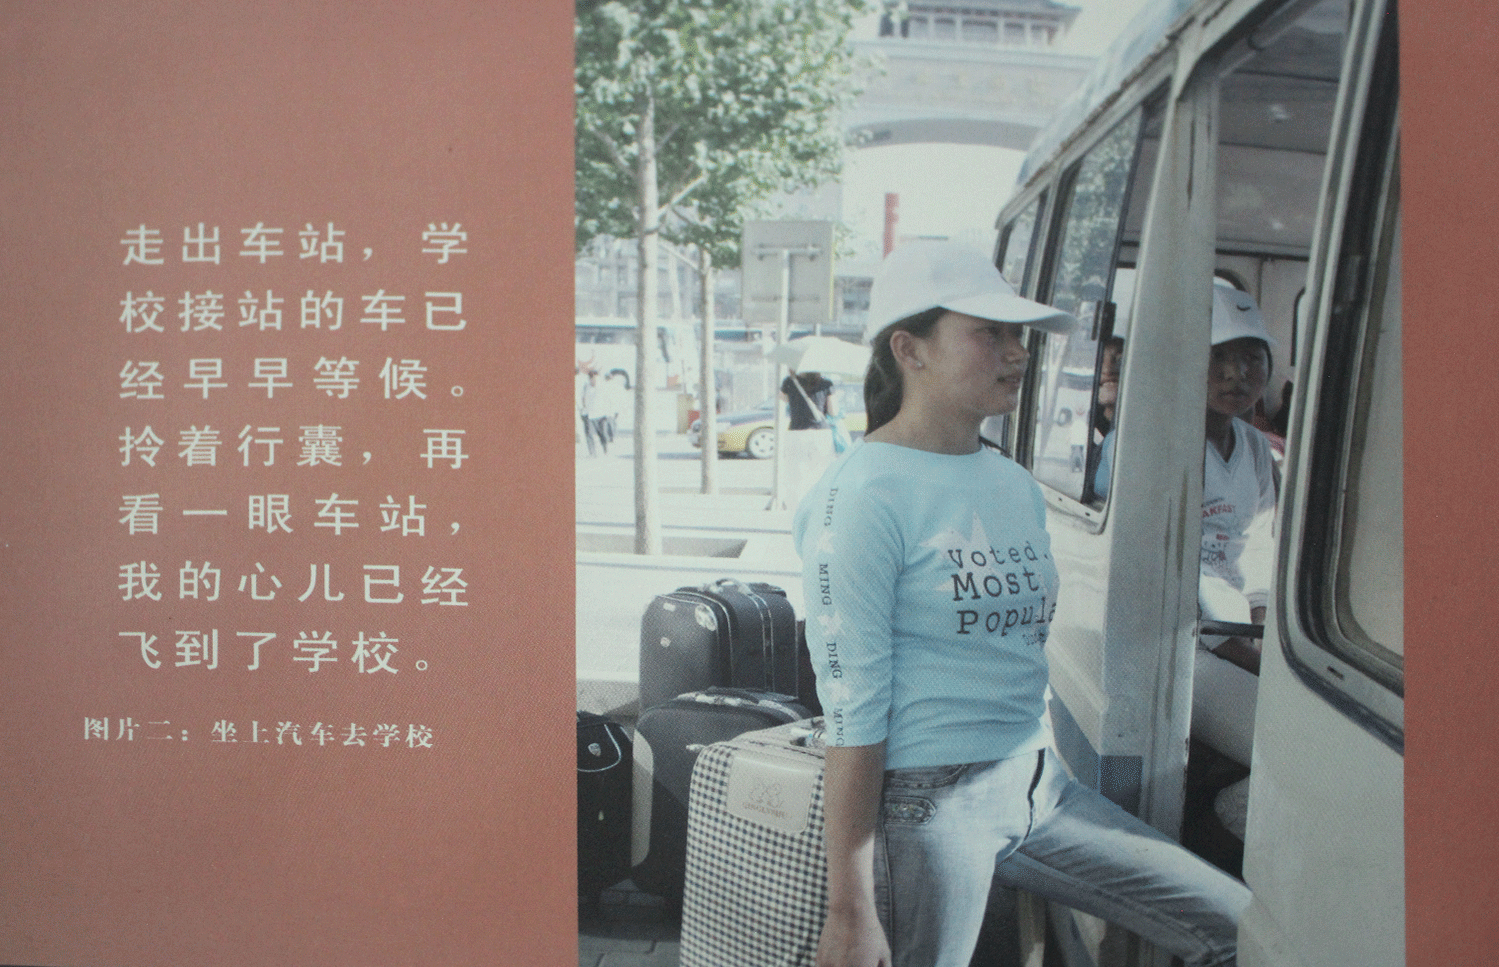 走出车站，学
校接站的车已
经早早等候。
拎着行囊，再
看一眼车站，
我的心儿已经
飞到了学校。
图片二：坐上汽车去学校
DING
MING
DING
MING
Voted.
Most
Popula